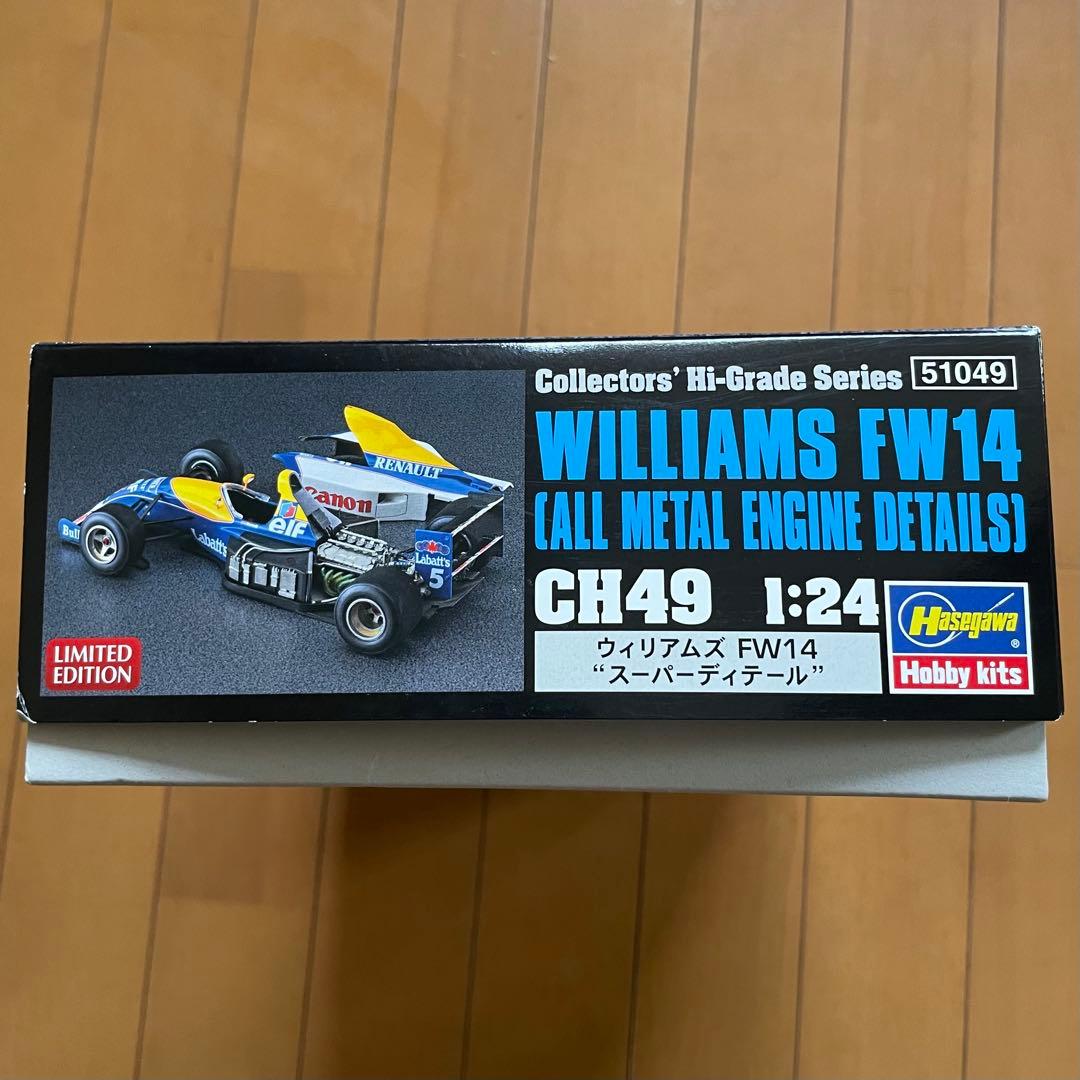 Collectors' Hi-Grade Series 51049
WILLIAMS FW14
(ALL METAL ENGINE DETAILS)
CH49 1:24
ウィリアムズ FW14
“スーパーディテール”
Hasegawa®
Hobby kits
LIMITED
EDITION
RENAULT
Canon
elf
Labatt's
Labatt's
5
Bull